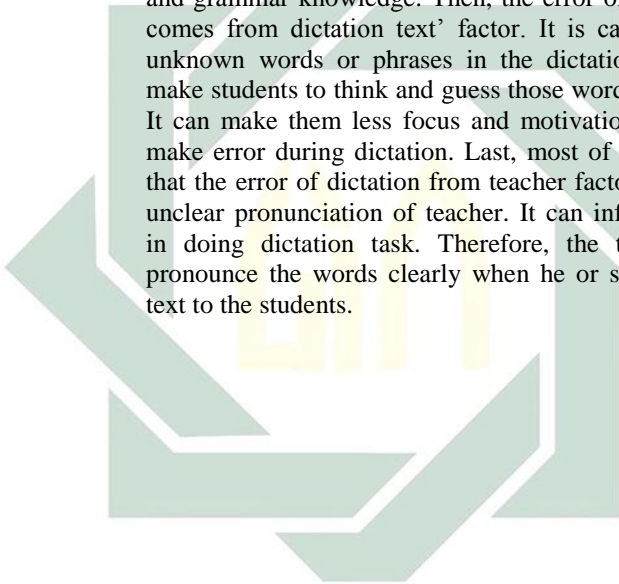 and grammar knowledge. Then, the error o
comes from dictation text’ factor. It is ca
unknown words or phrases in the dictatio
make students to think and guess those word
It can make them less focus and motivatio
make error during dictation. Last, most of
that the error of dictation from teacher facto
unclear pronunciation of teacher. It can inf
in doing dictation task. Therefore, the t
pronounce the words clearly when he or s
text to the students.